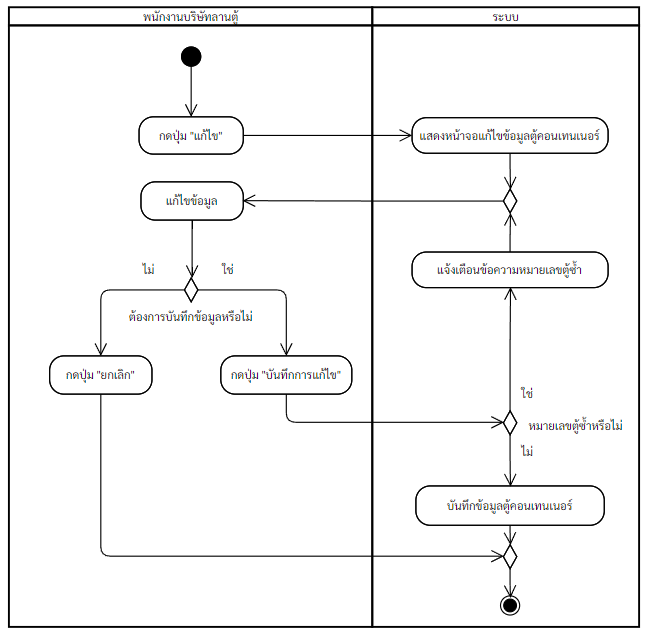 พนักงานบริษัทลานตู้
ระบบ
กดปุ่ม "แก้ไข"
แสดงหน้าจอแก้ไขข้อมูลตู้คอนเทนเนอร์
แก้ไขข้อมูล
แจ้งเตือนข้อความหมายเลขตู้ซ้ำ
ไม่
ใช่
ต้องการบันทึกข้อมูลหรือไม่
กดปุ่ม "ยกเลิก"
กดปุ่ม "บันทึกการแก้ไข"
ใช่
หมายเลขตู้ซ้ำหรือไม่
ไม่
บันทึกข้อมูลตู้คอนเทนเนอร์